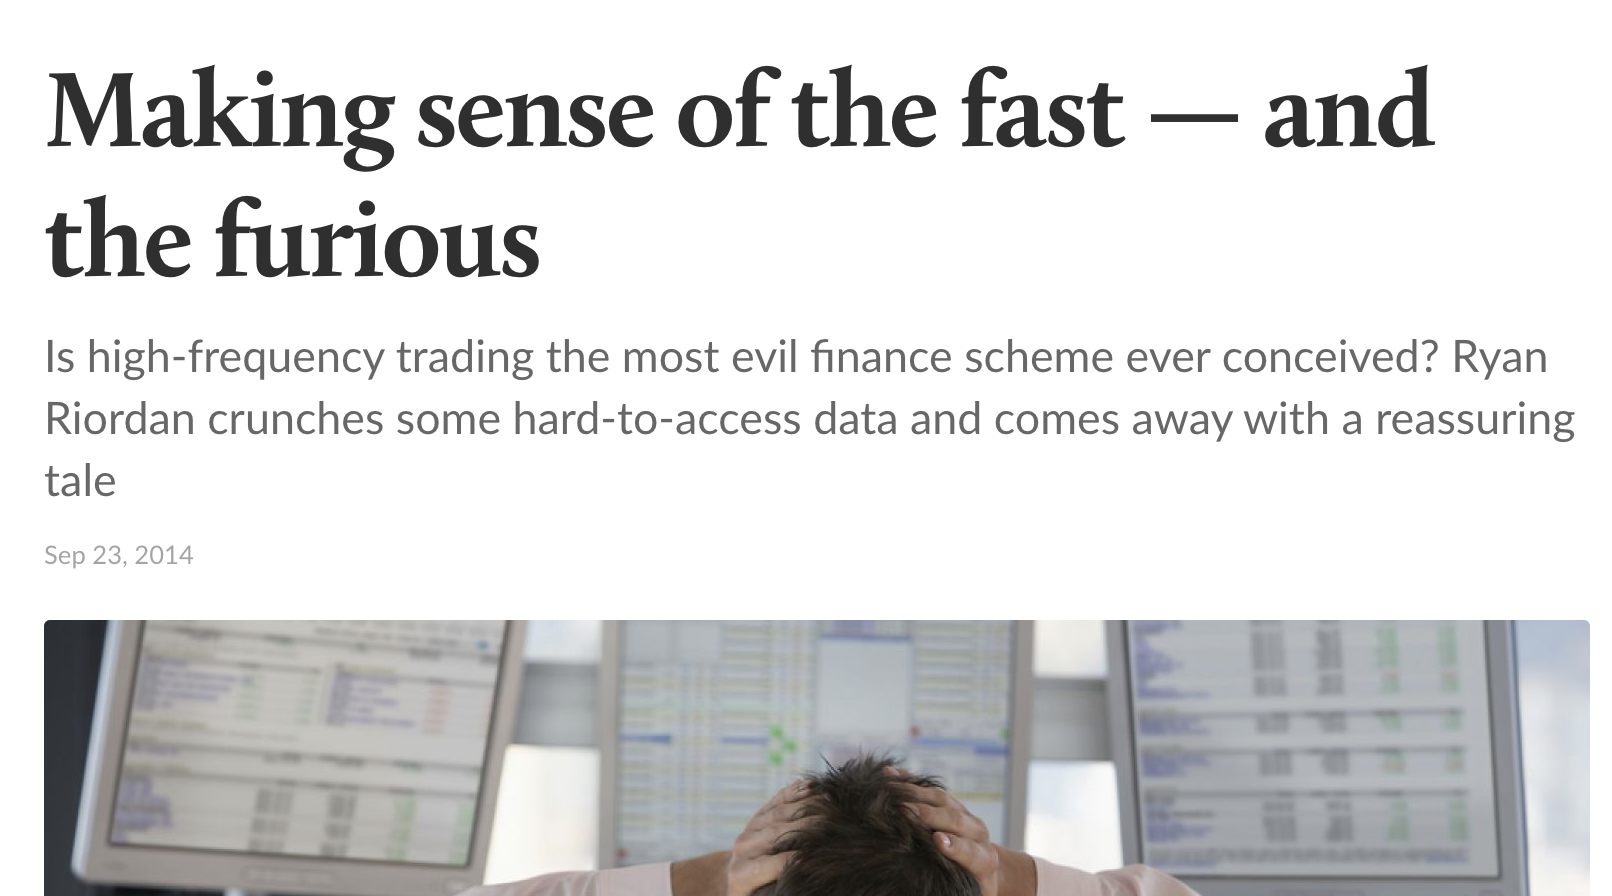 Making sense of the fast — and
the furious
Is high-frequency trading the most evil finance scheme ever conceived? Ryan
Riordan crunches some hard-to-access data and comes away with a reassuring
tale
Sep 23, 2014